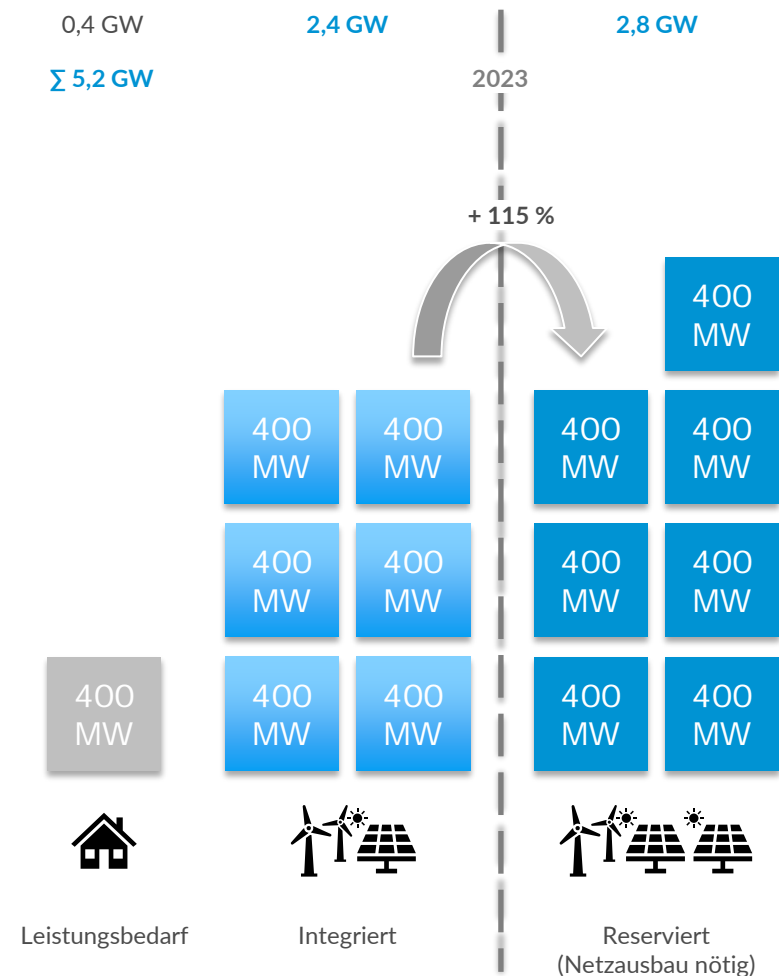 0,4 GW
2,4 GW
2,8 GW
∑ 5,2 GW
2023
+ 115 %
400
MW
400
MW
400
MW
400
MW
400
MW
400
MW
400
MW
400
MW
400
MW
400
MW
400
MW
400
MW
400
MW
400
MW
Leistungsbedarf
Integriert
Reserviert
(Netzausbau nötig)